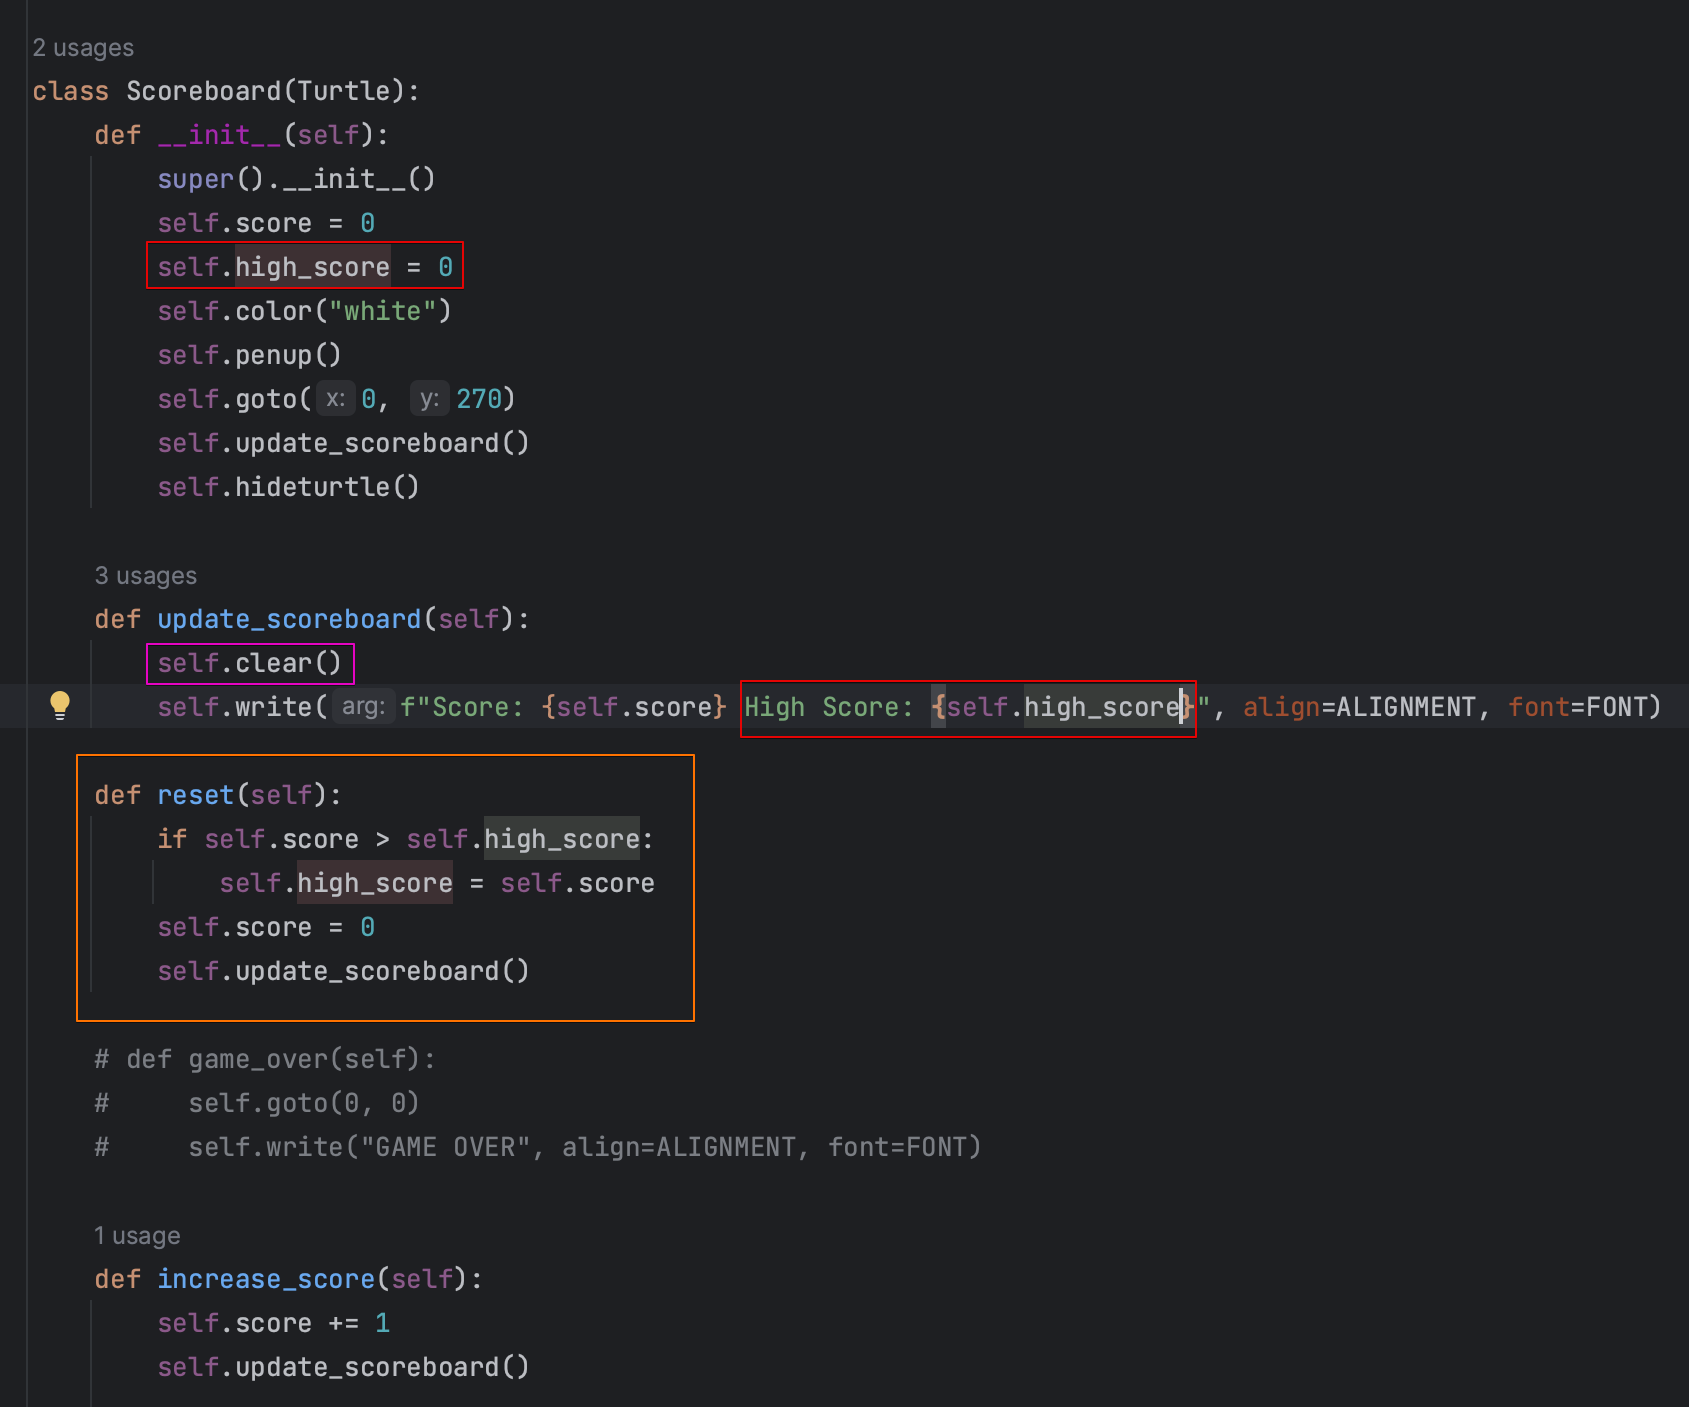 2 usages
class Scoreboard(Turtle):
    def __init__(self):
        super().__init__()
        self.score = 0
        self.high_score = 0
        self.color("white")
        self.penup()
        self.goto( x: 0,  y: 270)
        self.update_scoreboard()
        self.hideturtle()
    3 usages
    def update_scoreboard(self):
        self.clear()
        self.write( arg: f"Score: {self.score} High Score: {self.high_score}", align=ALIGNMENT, font=FONT)
    def reset(self):
        if self.score > self.high_score:
            self.high_score = self.score
        self.score = 0
        self.update_scoreboard()
    # def game_over(self):
    #     self.goto(0, 0)
    #     self.write("GAME OVER", align=ALIGNMENT, font=FONT)
    1 usage
    def increase_score(self):
        self.score += 1
        self.update_scoreboard()